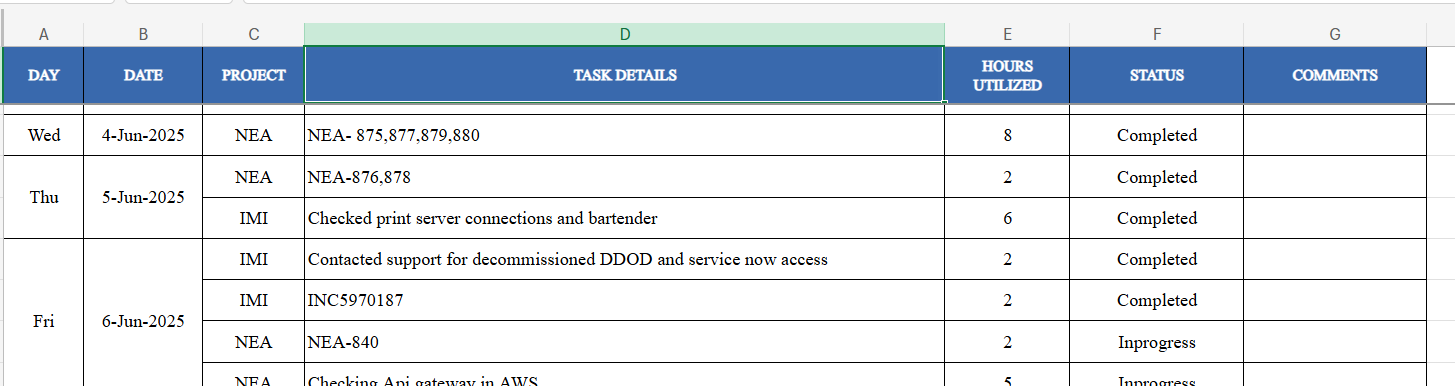 A B C D E F G
DAY DATE PROJECT TASK DETAILS HOURS UTILIZED STATUS COMMENTS
Wed 4-Jun-2025 NEA NEA- 875,877,879,880 8 Completed
Thu 5-Jun-2025 NEA NEA-876,878 2 Completed
IMI Checked print server connections and bartender 6 Completed
Fri 6-Jun-2025 IMI Contacted support for decommissioned DDOD and service now access 2 Completed
IMI INC5970187 2 Completed
NEA NEA-840 2 Inprogress
NEA Checking Api gateway in AWS 5 Inprogress